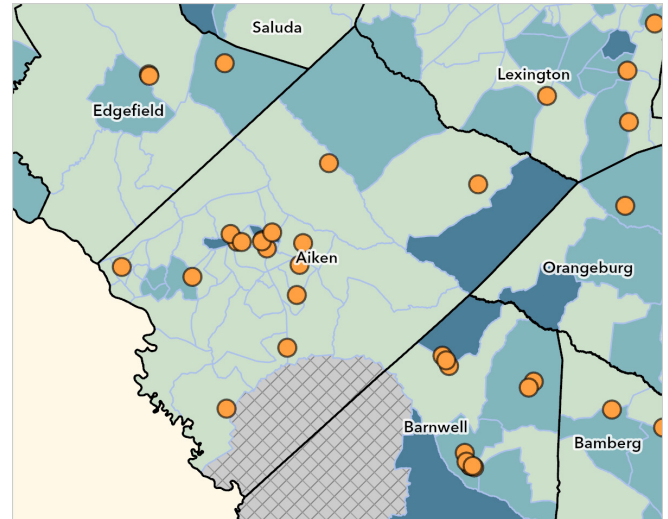 Saluda
Lexington
Edgefield
Aiken
Orangeburg
Barnwell
Bamberg